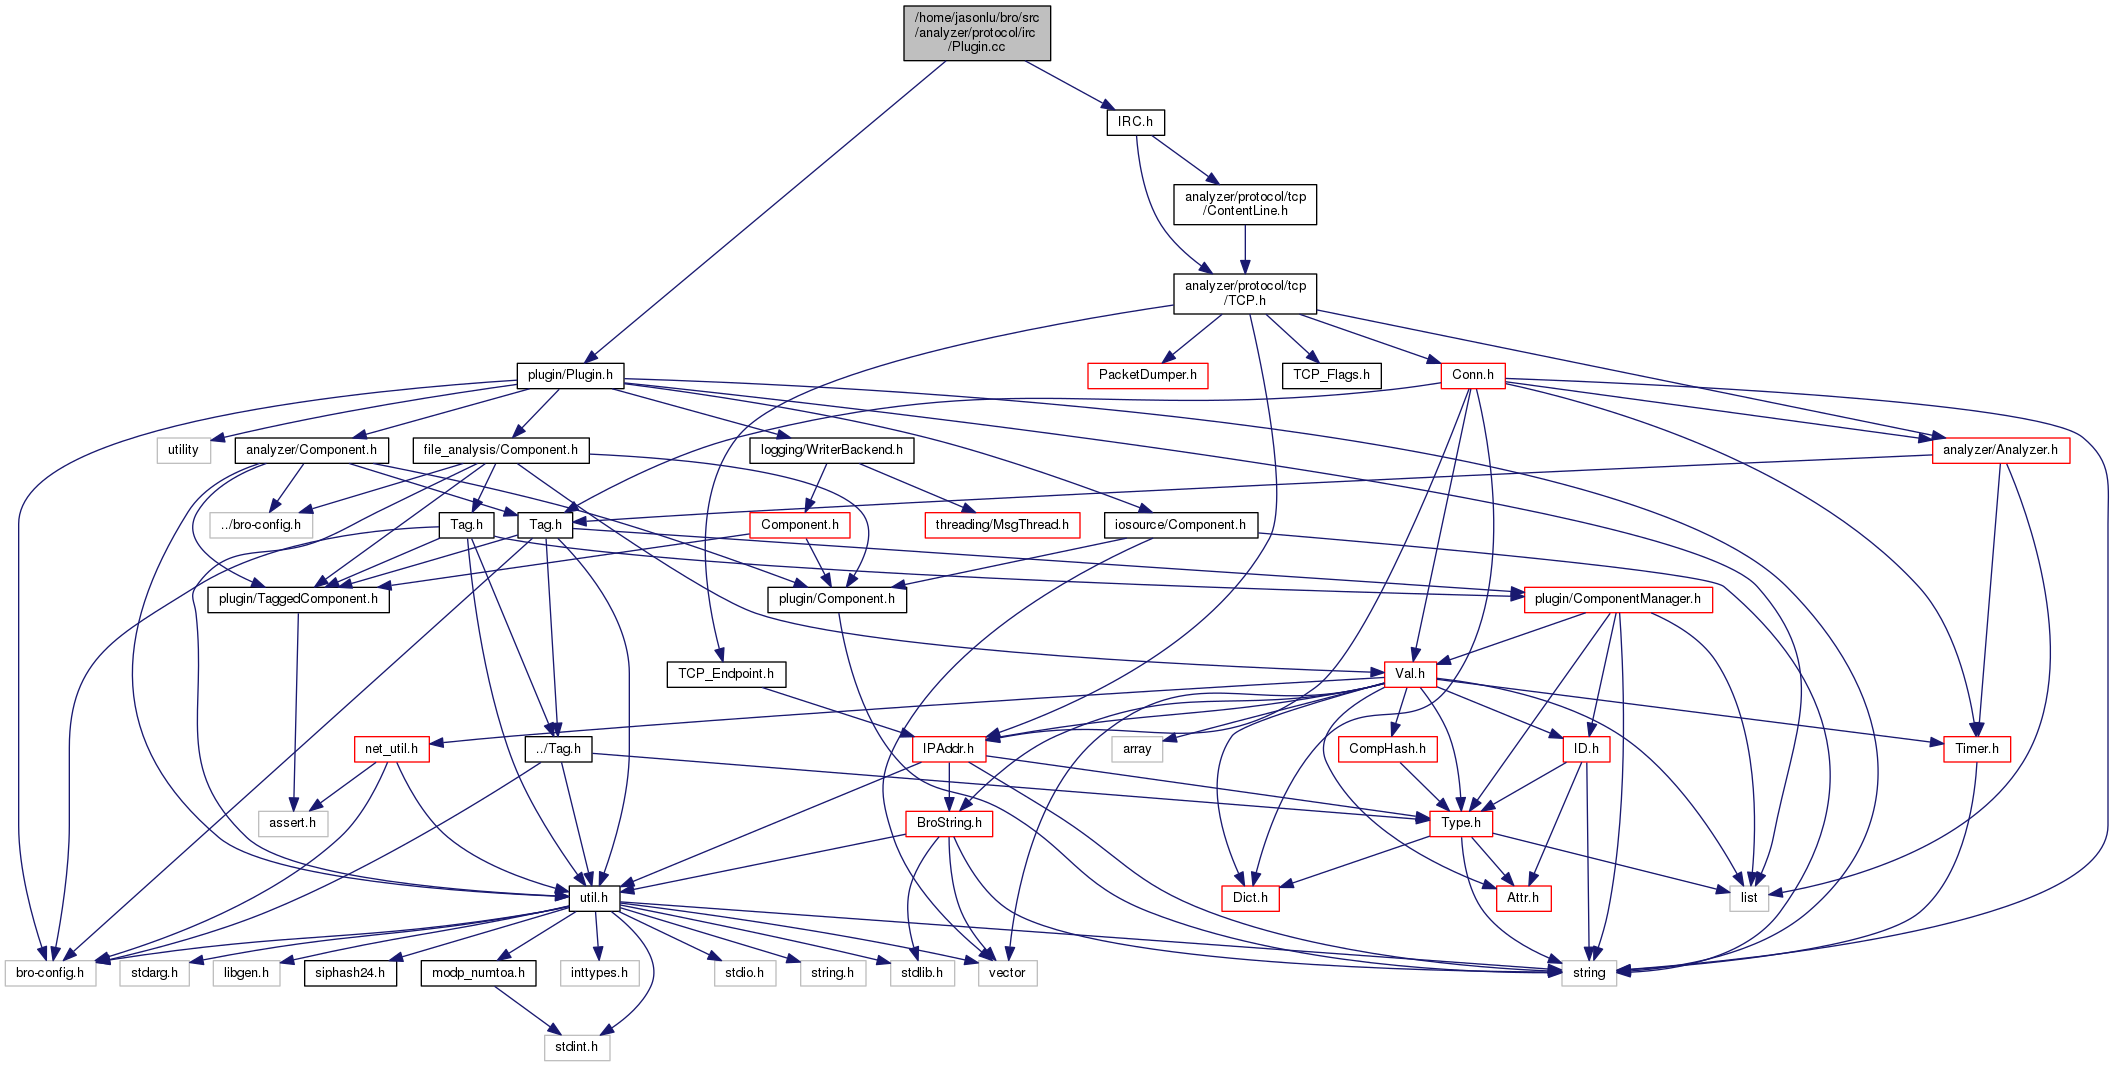 /home/jasonlu/bro/src
/analyzer/protocol/irc
/Plugin.cc
IRC.h
analyzer/protocol/tcp
/ContentLine.h
analyzer/protocol/tcp
/TCP.h
plugin/Plugin.h
PacketDumper.h
TCP_Flags.h
Conn.h
utility
analyzer/Component.h
file_analysis/Component.h
logging/WriterBackend.h
analyzer/Analyzer.h
../bro-config.h
Tag.h
Tag.h
Component.h
threading/MsgThread.h
iosource/Component.h
plugin/TaggedComponent.h
plugin/Component.h
plugin/ComponentManager.h
TCP_Endpoint.h
Val.h
net_util.h
../Tag.h
IPAddr.h
array
CompHash.h
ID.h
Timer.h
assert.h
BroString.h
Type.h
util.h
Dict.h
Attr.h
list
bro-config.h
stdarg.h
libgen.h
siphash24.h
modp_numtoa.h
inttypes.h
stdio.h
string.h
stdlib.h
vector
string
stdint.h